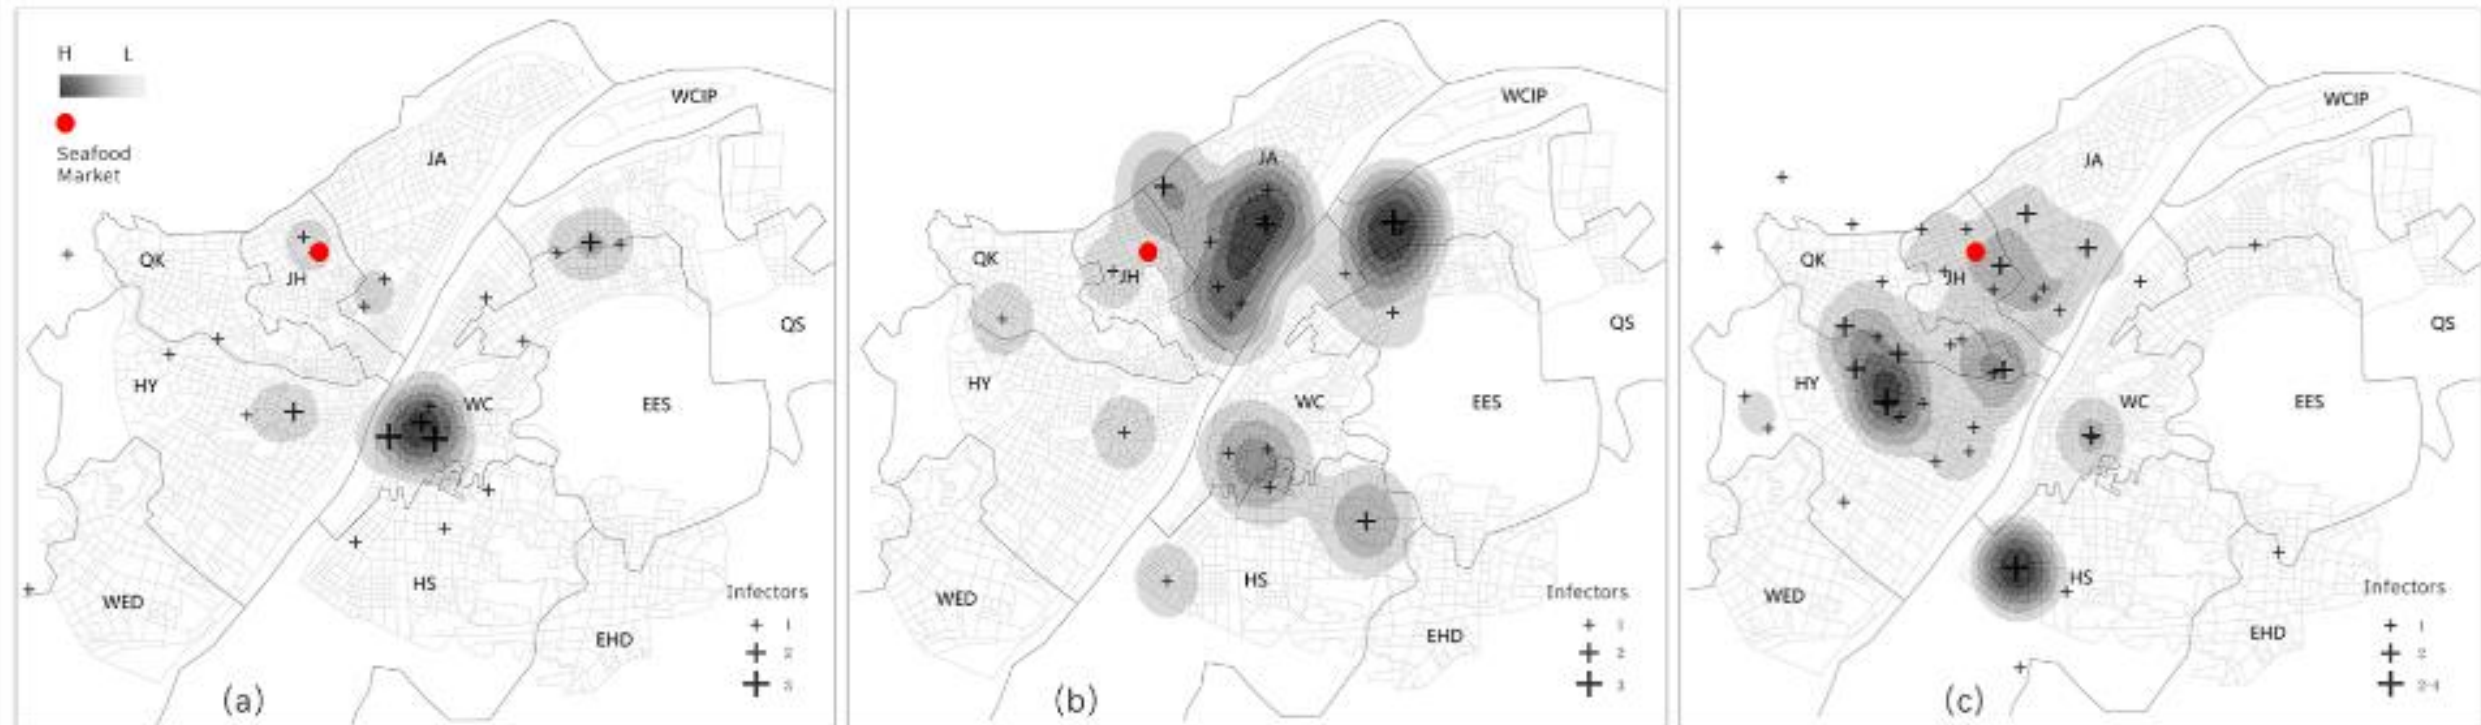 H L
Seafood
Market
WCIP
JA
QK
JH
QS
HY
WC
EES
WED
HS
EHD
Infectors
1
2
3
(a)
WCIP
JA
QK
JH
QS
HY
WC
EES
WED
HS
EHD
Infectors
1
2
3
(b)
WCIP
JA
QK
JH
QS
HY
WC
EES
WED
HS
EHD
Infectors
1
2
(c)